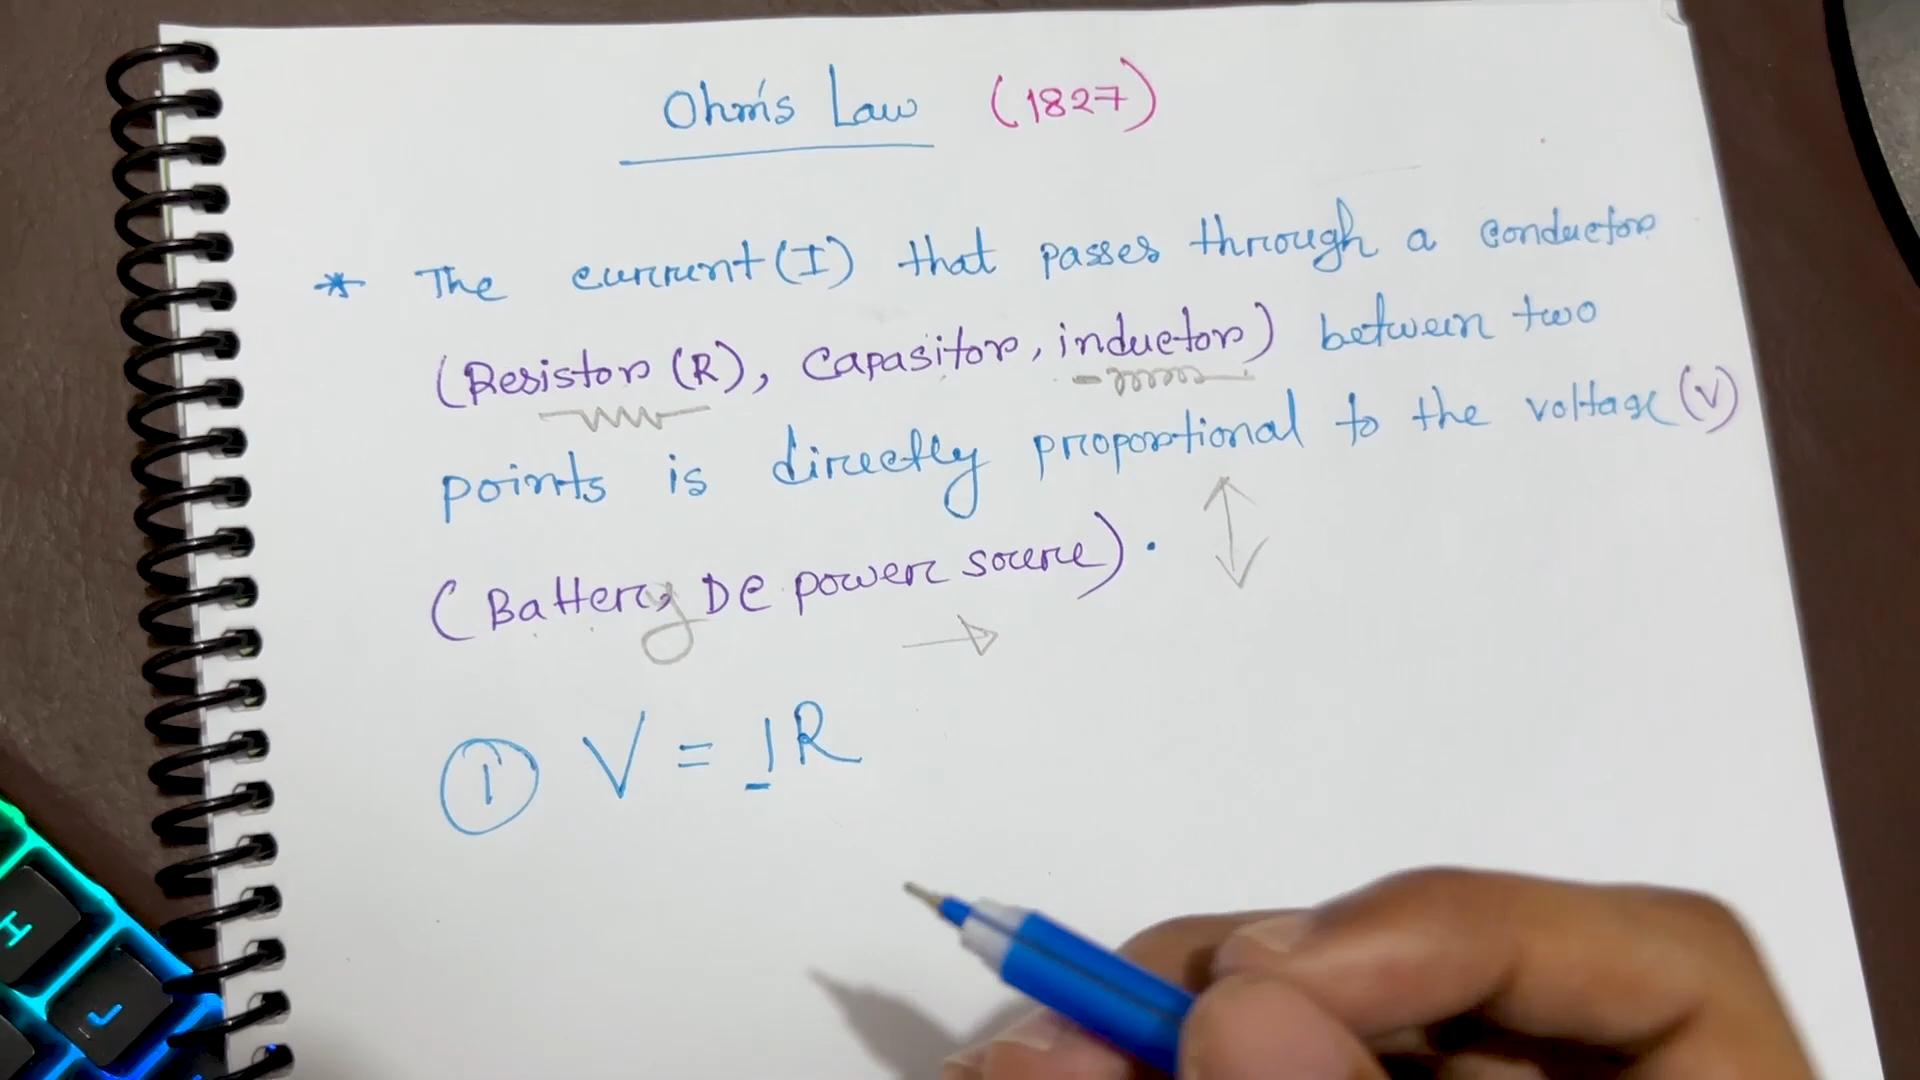 Ohm's Law (1827)
* The current (I) that passes through a conductor
(Resistor (R), Capasitor, inductor) between two
points is directly proportional to the voltage (V)
(Battery, DC power source).
① V = IR
H
J